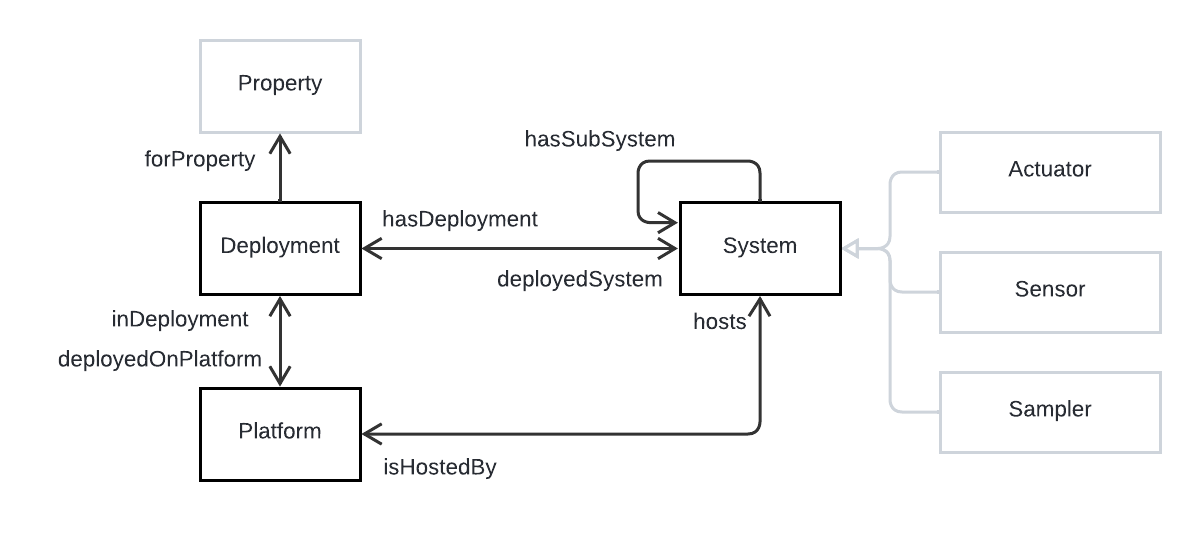 Property
hasSubSystem
forProperty
Actuator
hasDeployment
Deployment
System
deployedSystem
Sensor
inDeployment
hosts
deployedOnPlatform
Sampler
Platform
isHostedBy